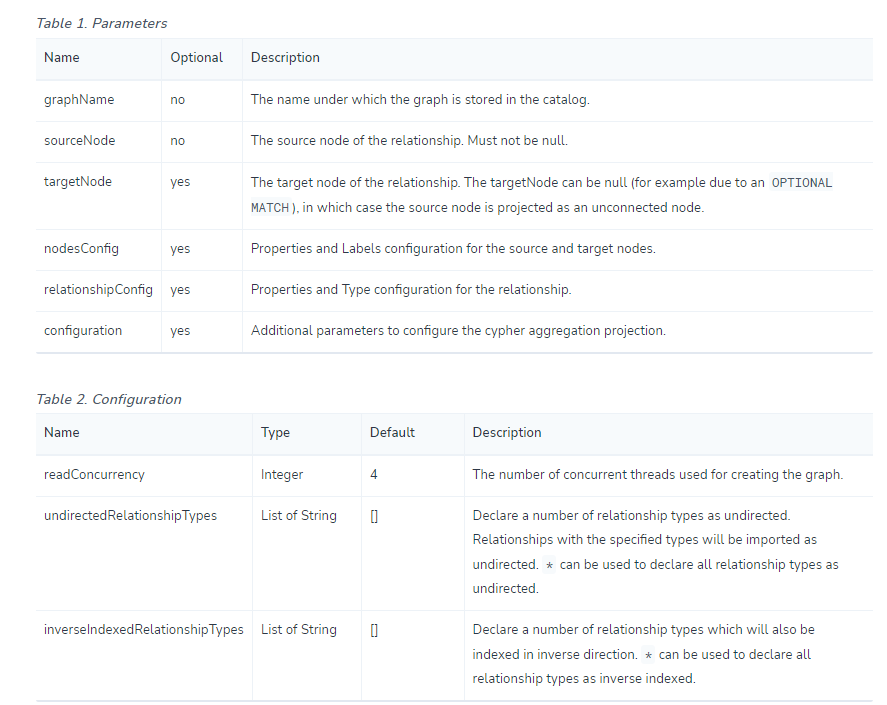 Table 1. Parameters
Name Optional Description
graphName no The name under which the graph is stored in the catalog.
sourceNode no The source node of the relationship. Must not be null.
targetNode yes The target node of the relationship. The targetNode can be null (for example due to an OPTIONAL
MATCH), in which case the source node is projected as an unconnected node.
nodesConfig yes Properties and Labels configuration for the source and target nodes.
relationshipConfig yes Properties and Type configuration for the relationship.
configuration yes Additional parameters to configure the cypher aggregation projection.
Table 2. Configuration
Name Type Default Description
readConcurrency Integer 4 The number of concurrent threads used for creating the graph.
undirectedRelationshipTypes List of String [] Declare a number of relationship types as undirected.
Relationships with the specified types will be imported as
undirected. * can be used to declare all relationship types as
undirected.
inverseIndexedRelationshipTypes List of String [] Declare a number of relationship types which will also be
indexed in inverse direction. * can be used to declare all
relationship types as inverse indexed.